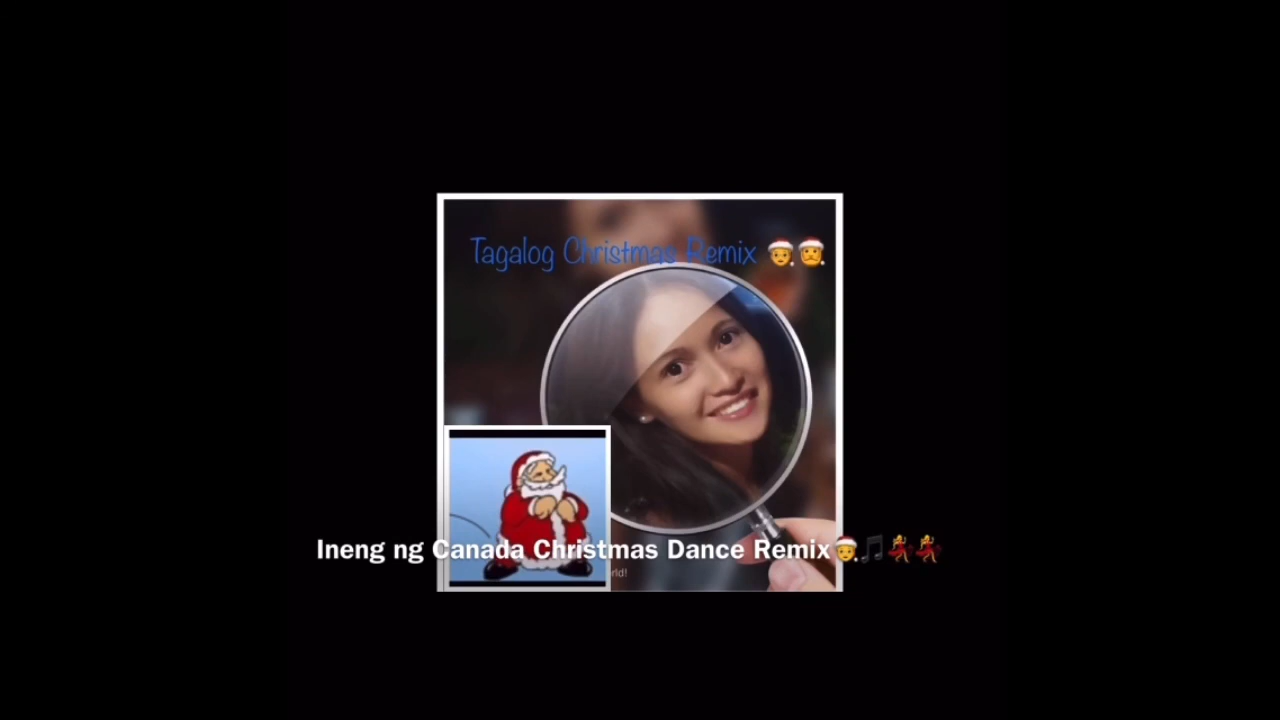 Tagalog Christmas Remix 🎅🎅
Ineng ng Canada Christmas Dance Remix🎅🎵💃💃